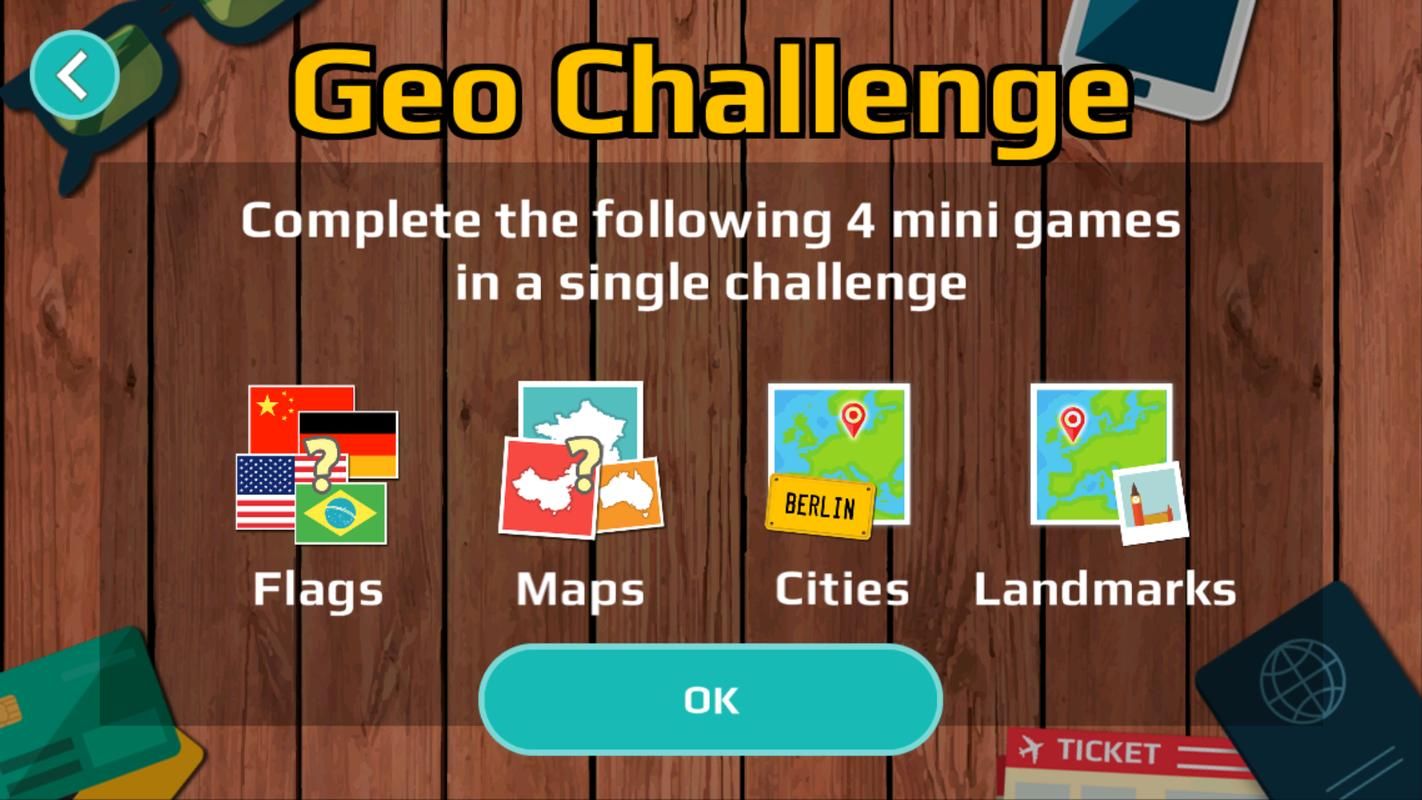 Geo Challenge
Complete the following 4 mini games
in a single challenge
?
?
BERLIN
Flags
Maps
Cities
Landmarks
OK
TICKET